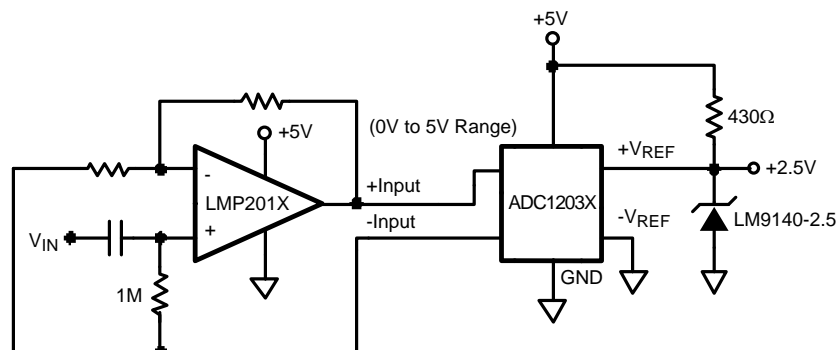 +5V
+5V
(0V to 5V Range)
430Ω
+VREF
+2.5V
-
LMP201X
+Input
ADC1203X
-Input
-VREF
LM9140-2.5
VIN
+
GND
1M